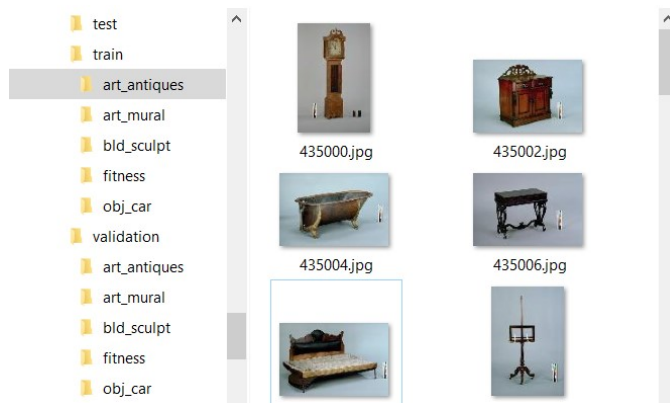 test
train
art_antiques
art_mural
bld_sculpt
fitness
obj_car
validation
art_antiques
art_mural
bld_sculpt
fitness
obj_car
435000.jpg
435002.jpg
435004.jpg
435006.jpg